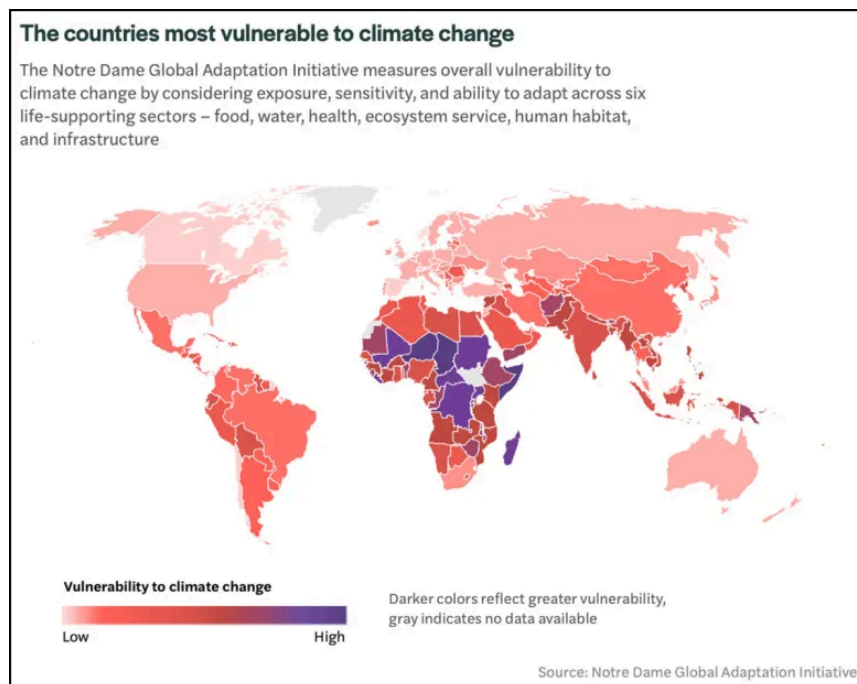 The countries most vulnerable to climate change
The Notre Dame Global Adaptation Initiative measures overall vulnerability to
climate change by considering exposure, sensitivity, and ability to adapt across six
life-supporting sectors – food, water, health, ecosystem service, human habitat,
and infrastructure
Vulnerability to climate change
Low High
Darker colors reflect greater vulnerability,
gray indicates no data available
Source: Notre Dame Global Adaptation Initiative